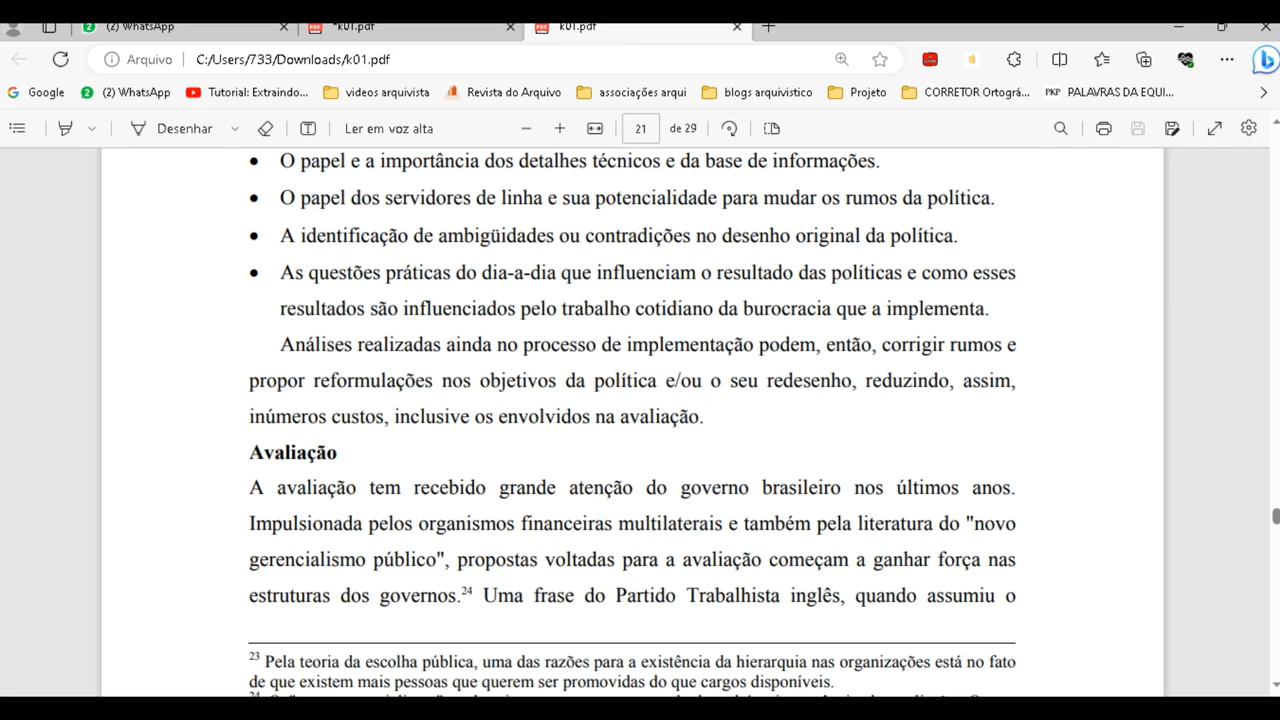 (2) WhatsApp
*k01.pdf
k01.pdf
Arquivo
C:/Users/733/Downloads/k01.pdf
Google
(2) WhatsApp
Tutorial: Extraindo...
videos arquivista
Revista do Arquivo
associações arqui
blogs arquivistico
Projeto
CORRETOR Ortográ...
PKP
PALAVRAS DA EQUI...
Desenhar
Ler em voz alta
21
de 29
• O papel e a importância dos detalhes técnicos e da base de informações.
• O papel dos servidores de linha e sua potencialidade para mudar os rumos da política.
• A identificação de ambigüidades ou contradições no desenho original da política.
• As questões práticas do dia-a-dia que influenciam o resultado das políticas e como esses
resultados são influenciados pelo trabalho cotidiano da burocracia que a implementa.
Análises realizadas ainda no processo de implementação podem, então, corrigir rumos e
propor reformulações nos objetivos da política e/ou o seu redesenho, reduzindo, assim,
inúmeros custos, inclusive os envolvidos na avaliação.
Avaliação
A avaliação tem recebido grande atenção do governo brasileiro nos últimos anos.
Impulsionada pelos organismos financeiras multilaterais e também pela literatura do "novo
gerencialismo público", propostas voltadas para a avaliação começam a ganhar força nas
estruturas dos governos.24 Uma frase do Partido Trabalhista inglês, quando assumiu o
23 Pela teoria da escolha pública, uma das razões para a existência da hierarquia nas organizações está no fato
de que existem mais pessoas que querem ser promovidas do que cargos disponíveis.